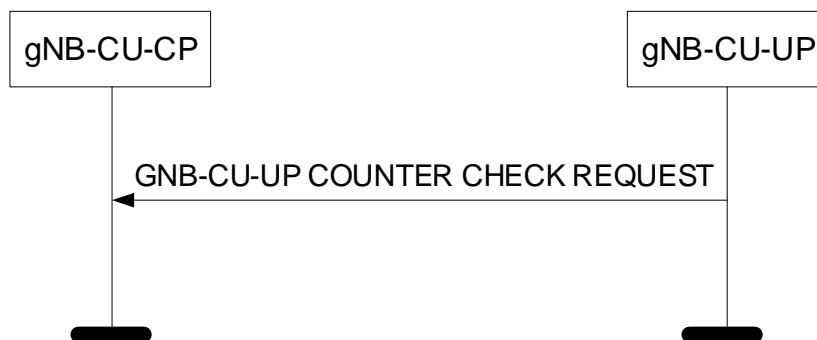 gNB-CU-CP
gNB-CU-UP
GNB-CU-UP COUNTER CHECK REQUEST